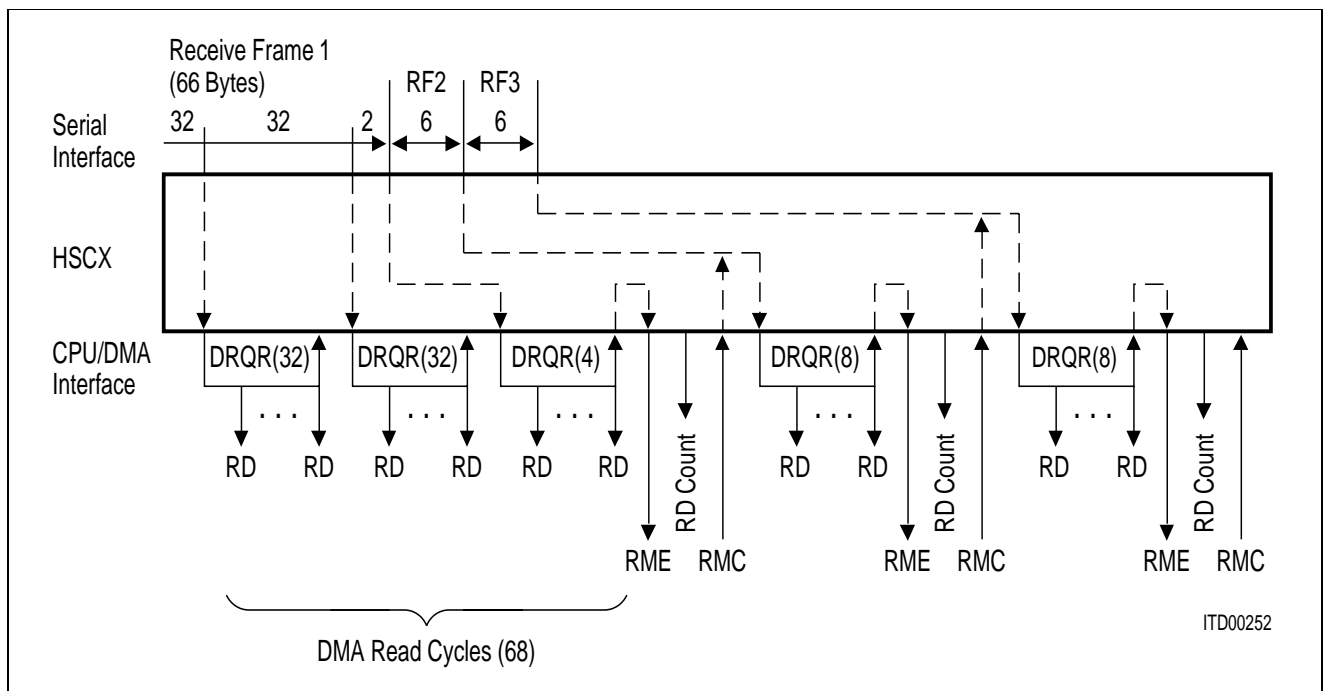 Receive Frame 1
(66 Bytes)
RF2 RF3
32 32 2 6 6
Serial
Interface
HSCX
CPU/DMA
Interface
DRQR(32) DRQR(32) DRQR(4) DRQR(8) DRQR(8)
. . . . . . . . . . . . . . .
RD RD RD RD RD RD RD RD RD RD
RD Count RD Count RD Count
RME RMC RME RMC RME RMC
DMA Read Cycles (68)
ITD00252